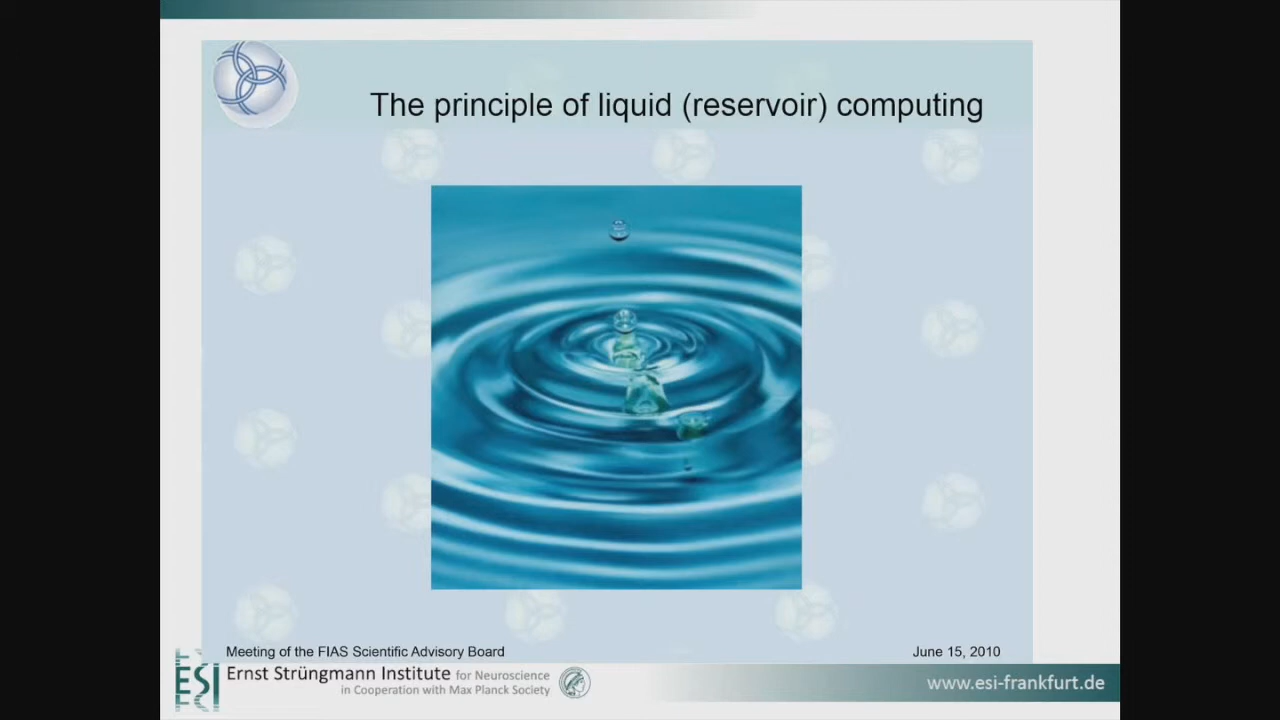 The principle of liquid (reservoir) computing
Meeting of the FIAS Scientific Advisory Board
June 15, 2010
ESI
Ernst Strüngmann Institute for Neuroscience
in Cooperation with Max Planck Society
www.esi-frankfurt.de